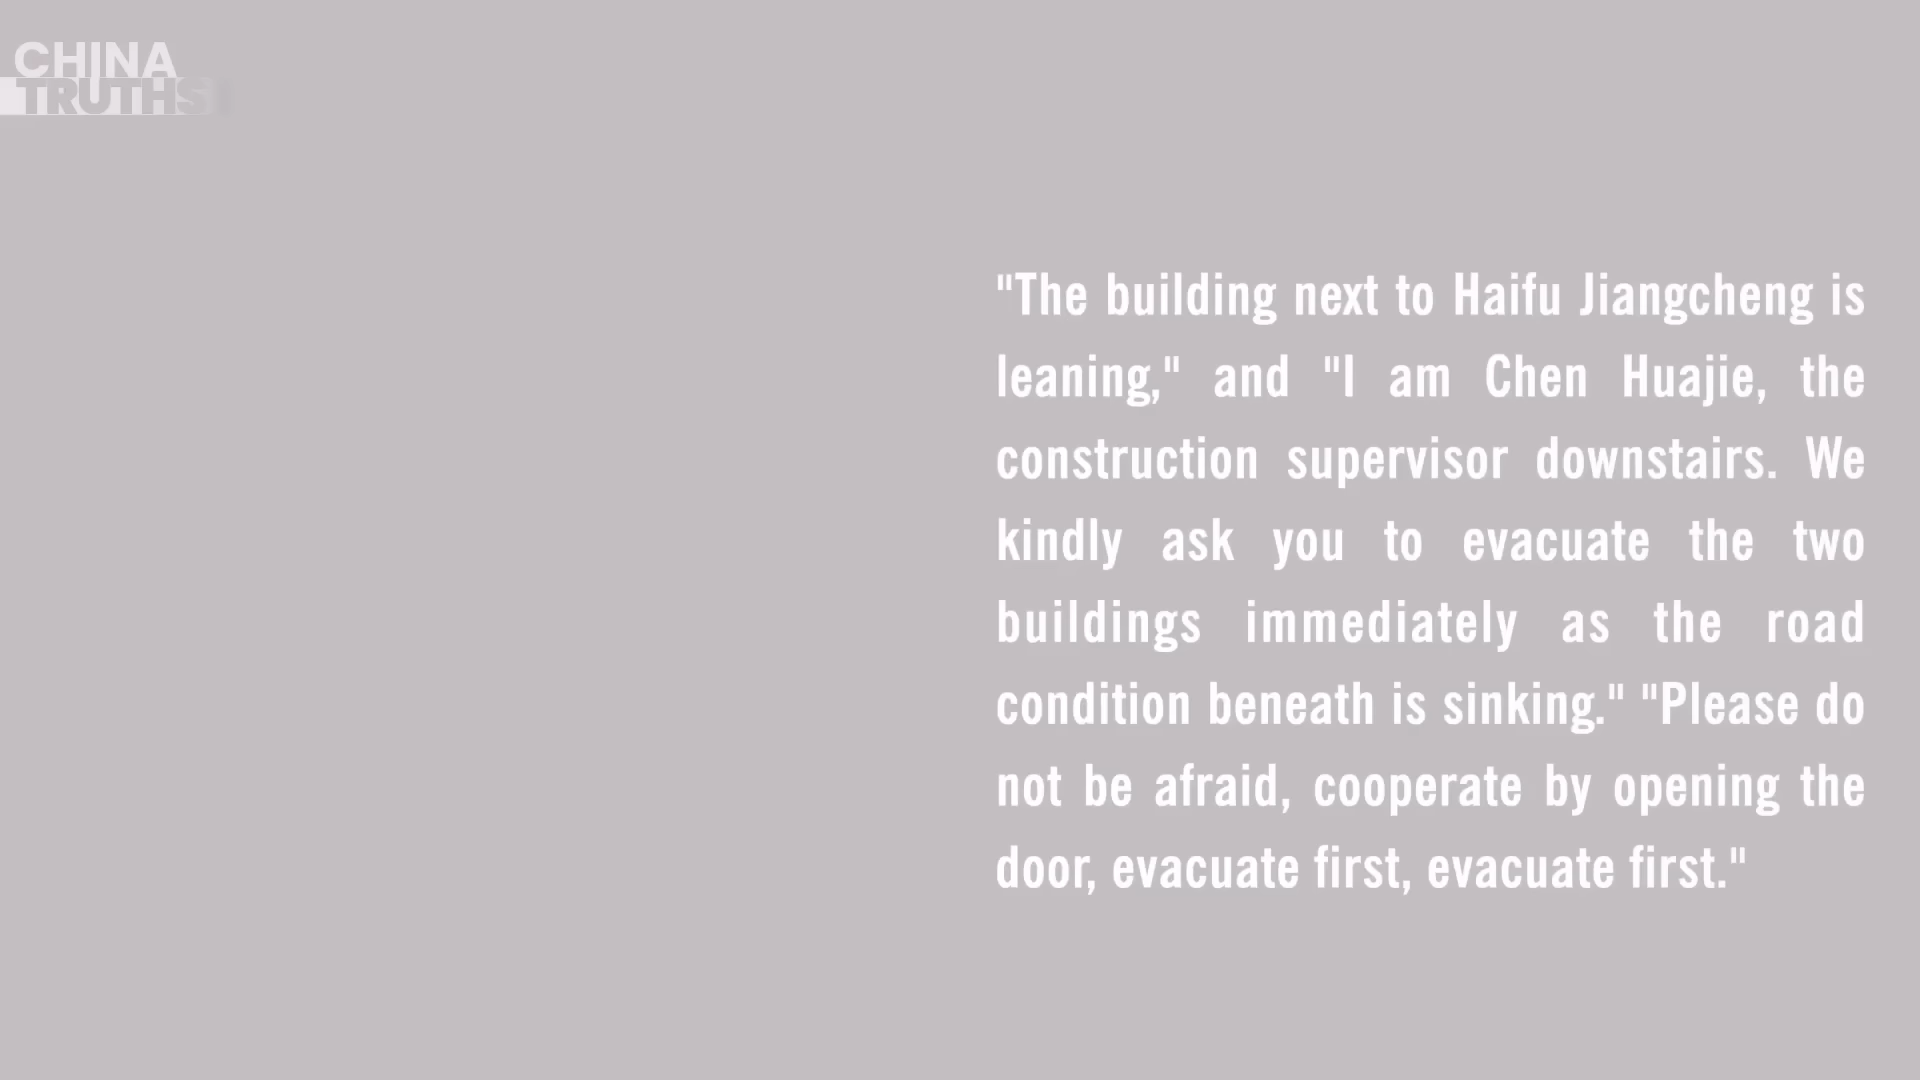 CHINA
TRUTHS
"The building next to Haifu Jiangcheng is
leaning," and "I am Chen Huajie, the
construction supervisor downstairs. We
kindly ask you to evacuate the two
buildings immediately as the road
condition beneath is sinking." "Please do
not be afraid, cooperate by opening the
door, evacuate first, evacuate first."